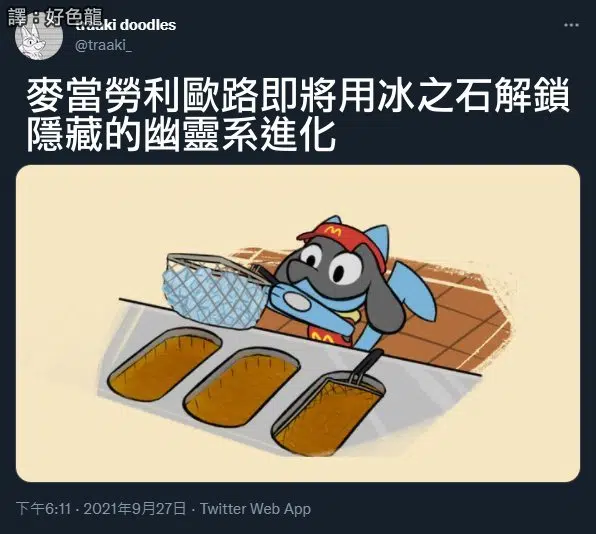 譯:好色龍
traaki doodles
@traaki_
麥當勞利歐路即將用冰之石解鎖
隱藏的幽靈系進化
下午6:11 · 2021年9月27日 · Twitter Web App